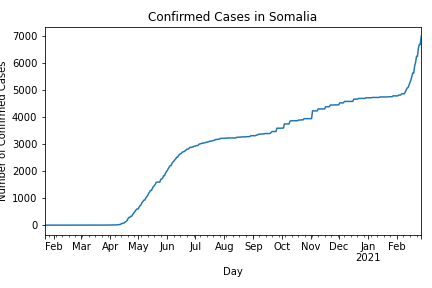 Confirmed Cases in Somalia
Number of Confirmed Cases
7000
6000
5000
4000
3000
2000
1000
0
Feb Mar Apr May Jun Jul Aug Sep Oct Nov Dec Jan Feb
2021
Day